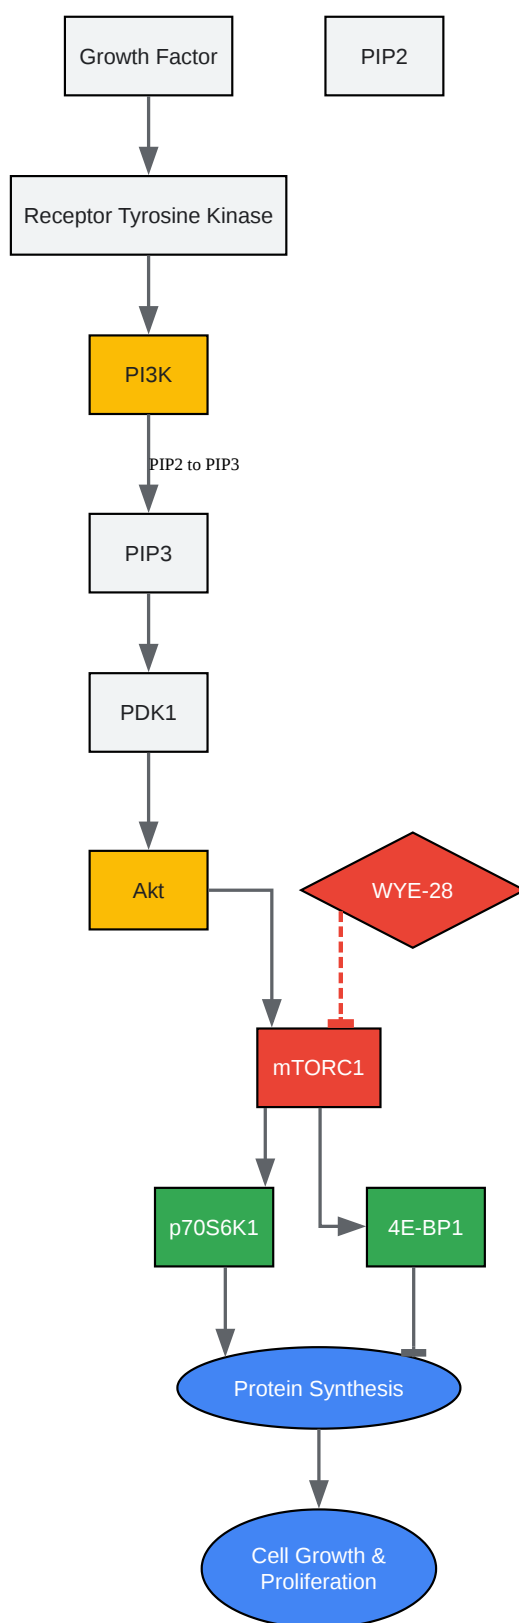 Growth Factor
PIP2
Receptor Tyrosine Kinase
PI3K
PIP2 to PIP3
PIP3
PDK1
Akt
WYE-28
mTORC1
p70S6K1
4E-BP1
Protein Synthesis
Cell Growth &
Proliferation